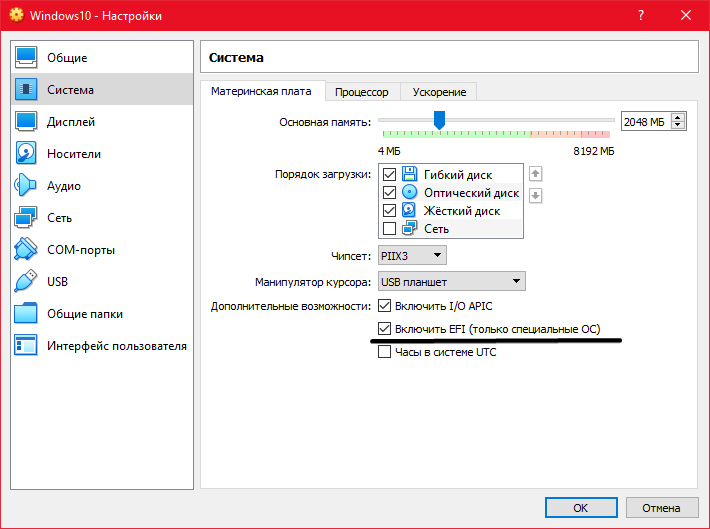 Windows10 - Настройки
Общие
Система
Дисплей
Носители
Аудио
Сеть
COM-порты
USB
Общие папки
Интерфейс пользователя
Система
Материнская плата Процессор Ускорение
Основная память: 2048 МБ
4 МБ 8192 МБ
Порядок загрузки: Гибкий диск
Оптический диск
Жёсткий диск
Сеть
Чипсет: PIIX3
Манипулятор курсора: USB планшет
Дополнительные возможности: Включить I/O APIC
Включить EFI (только специальные ОС)
Часы в системе UTC
OK Отмена